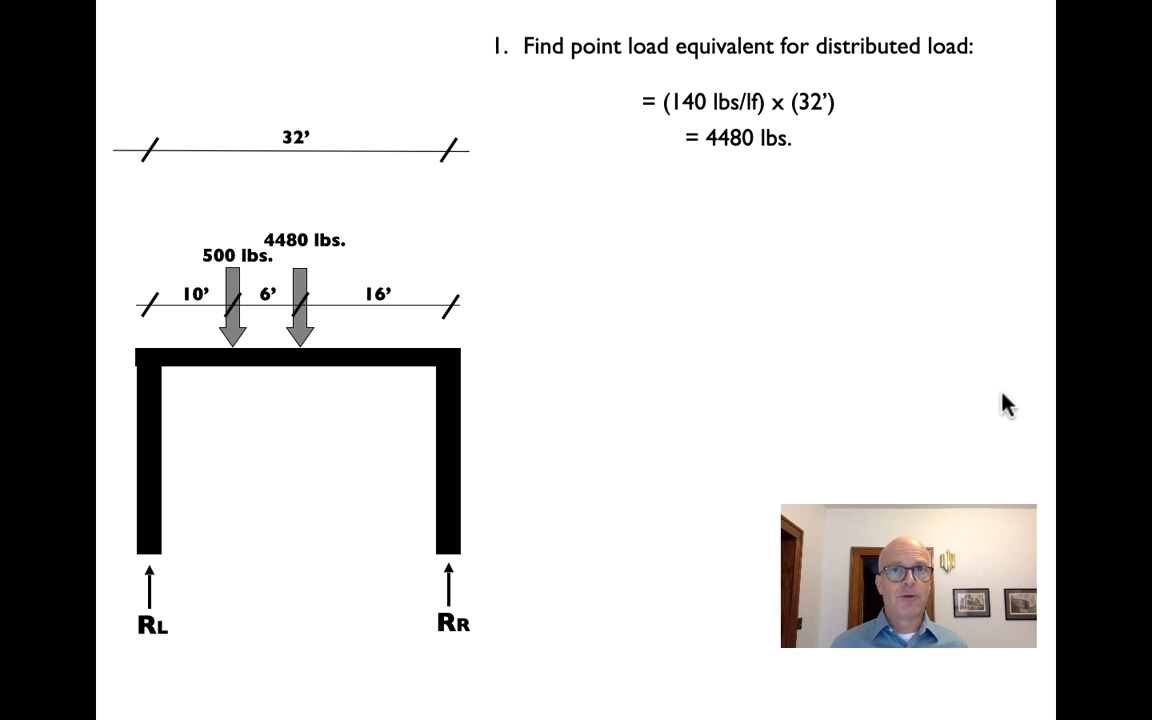 1. Find point load equivalent for distributed load:
= (140 lbs/lf) x (32’)
= 4480 lbs.
32’
4480 lbs.
500 lbs.
10’ 6’ 16’
RL RR